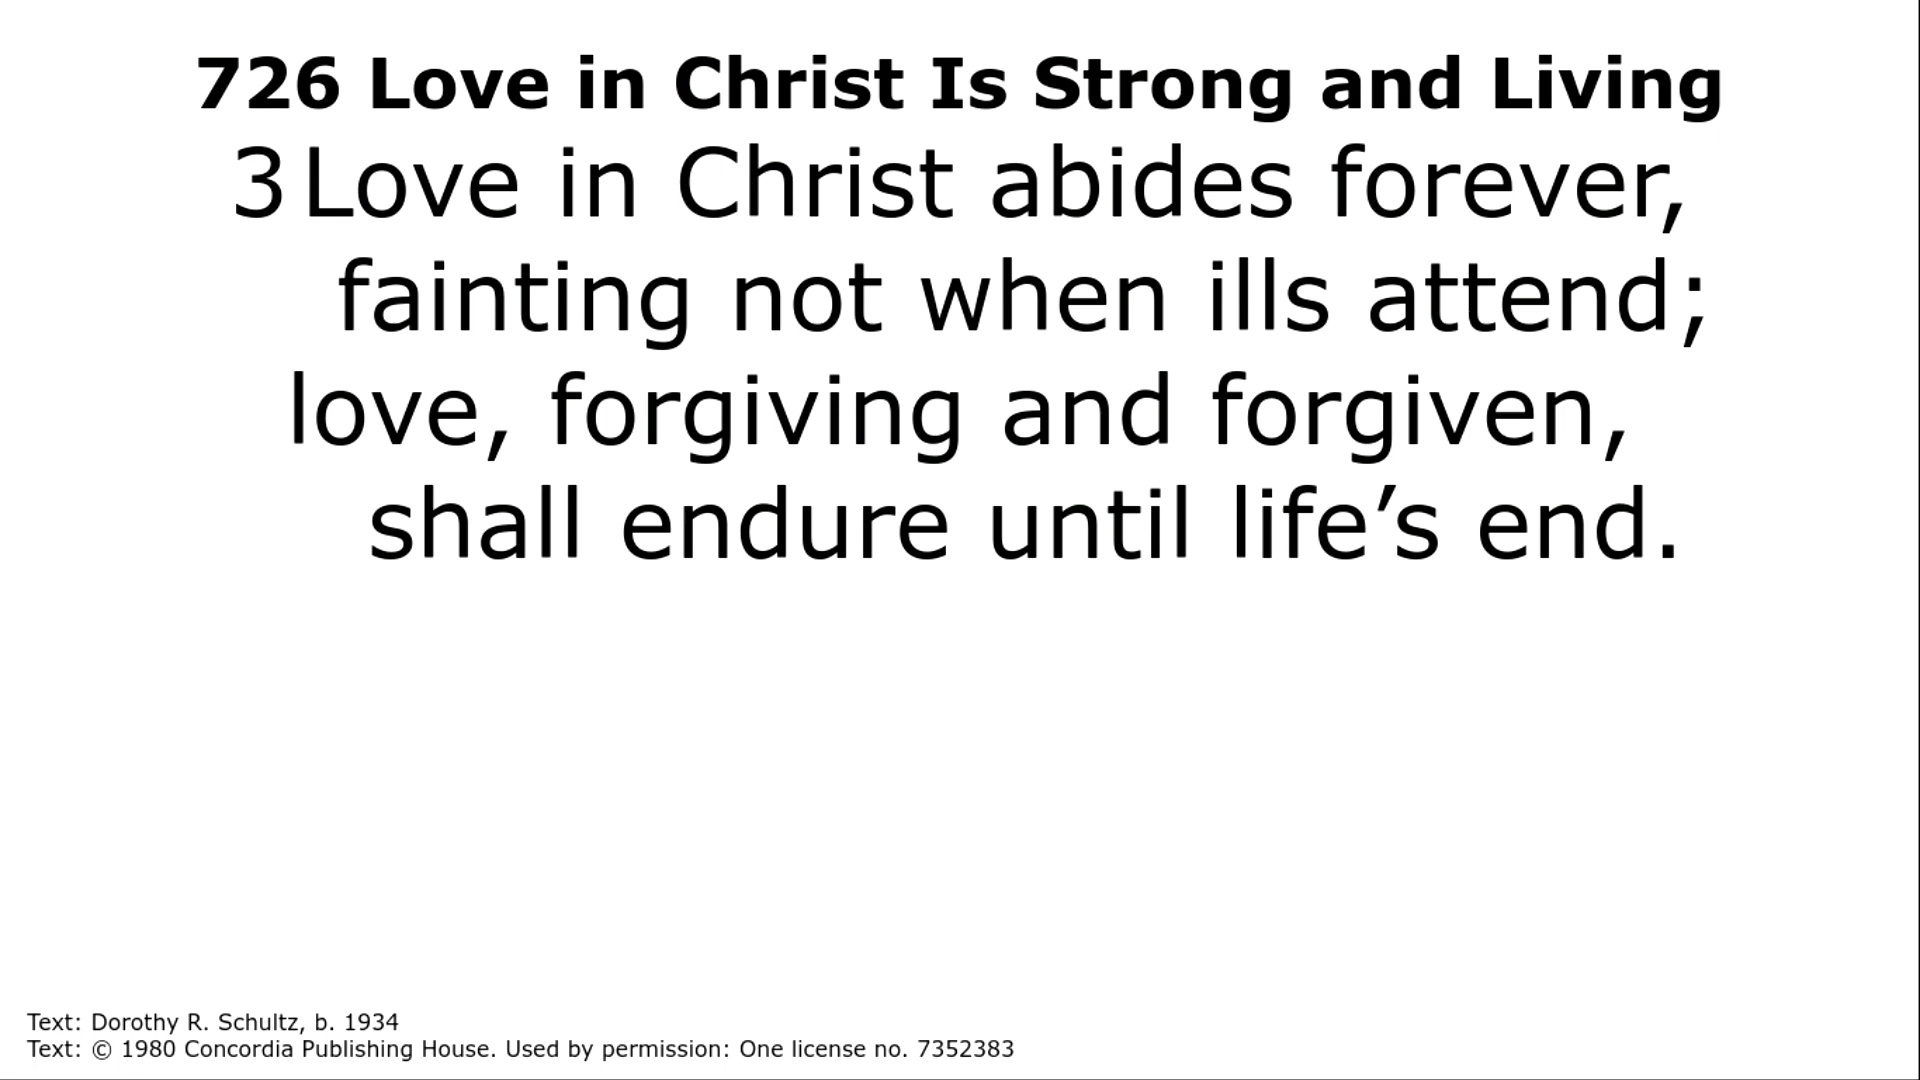 726 Love in Christ Is Strong and Living
3 Love in Christ abides forever,
fainting not when ills attend;
love, forgiving and forgiven,
shall endure until life’s end.
Text: Dorothy R. Schultz, b. 1934
Text: © 1980 Concordia Publishing House. Used by permission: One license no. 7352383